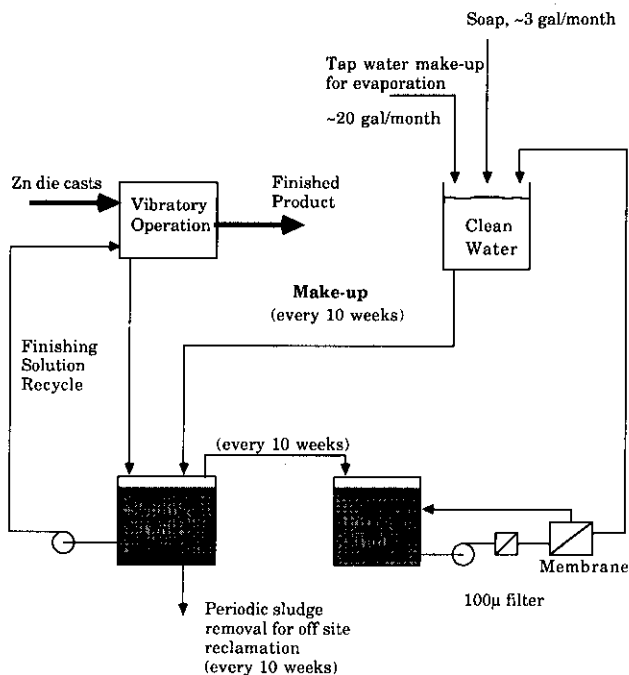 Soap, ~3 gal/month
Tap water make-up
for evaporation
~20 gal/month
Zn die casts
Vibratory
Operation
Finished
Product
Clean
Water
Make-up
(every 10 weeks)
Finishing
Solution
Recycle
(every 10 weeks)
Membrane
100μ filter
Periodic sludge
removal for off site
reclamation
(every 10 weeks)